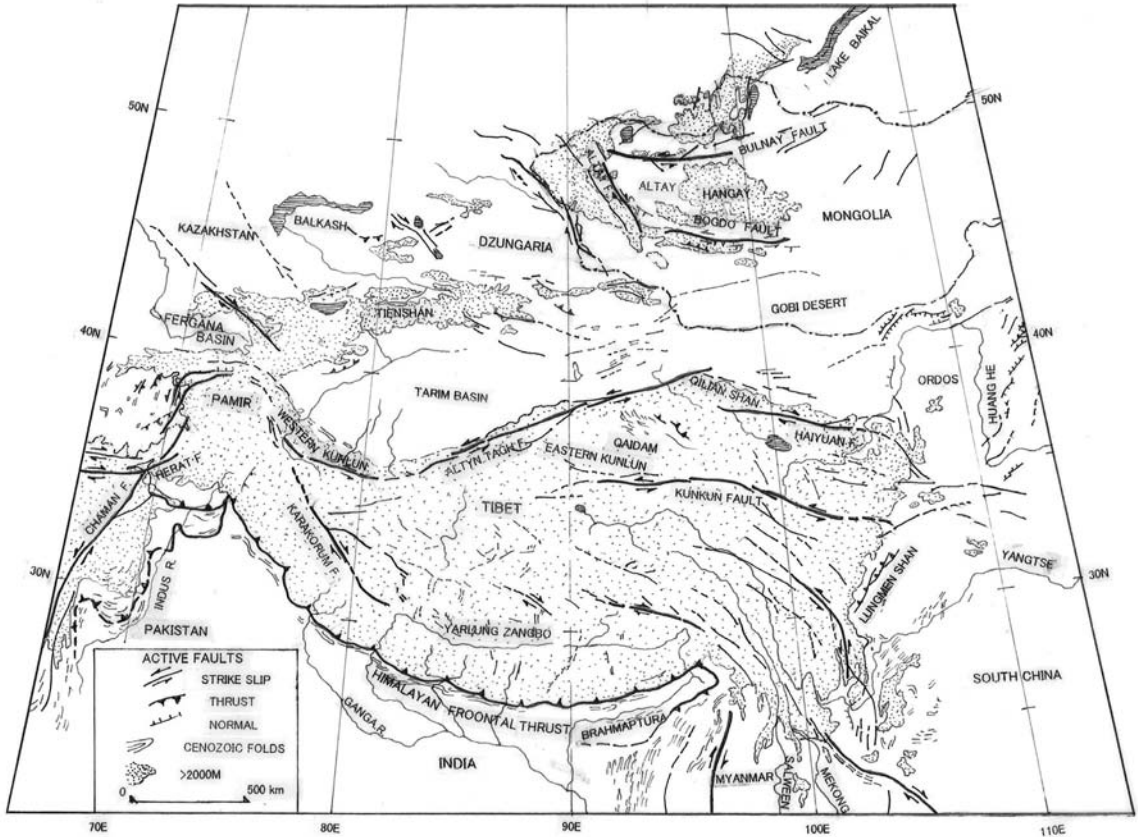 LAKE BAIKAL
50N
50N
BULNAY FAULT
ALTAY F.
ALTAY
HANGAY
BALKASH
KAZAKHSTAN
DZUNGARIA
BOGDO FAULT
MONGOLIA
GOBI DESERT
TIENSHAN
FERGANA
BASIN
40N
40N
ORDOS
HUANG HE
TARIM BASIN
QILIAN SHAN
PAMIR
WESTERN KUNLUN
ALTYN TAGH F.
QAIDAM
HAIYUAN F.
EASTERN KUNLUN
HERAT F.
CHAMAN F.
TIBET
KUNKUN FAULT
KARAKORUM F.
YANGTSE
30N
30N
INDUS R.
LUNGMEN SHAN
PAKISTAN
YARLUNG ZANGBO
ACTIVE FAULTS
STRIKE SLIP
THRUST
NORMAL
CENOZOIC FOLDS
>2000M
0
500 km
HIMALAYAN FROONTAL THRUST
GANGA R.
BRAHMAPTURA
SOUTH CHINA
INDIA
MYANMAR
SALWEEN
MEKONG
70E
80E
90E
100E
110E